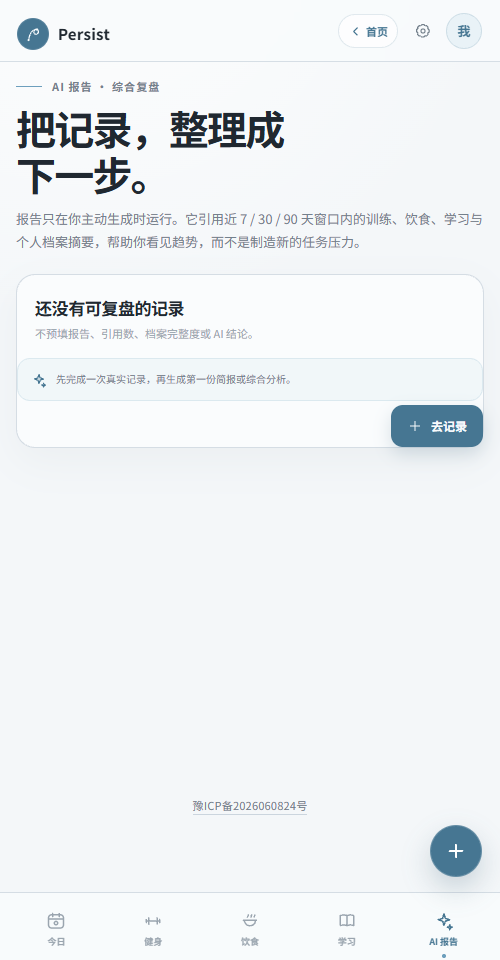 Persist
首页
我
AI 报告 · 综合复盘
把记录，整理成
下一步。
报告只在你主动生成时运行。它引用近 7 / 30 / 90 天窗口内的训练、饮食、学习与
个人档案摘要，帮助你看见趋势，而不是制造新的任务压力。
还没有可复盘的记录
不预填报告、引用数、档案完整度或 AI 结论。
先完成一次真实记录，再生成第一份简报或综合分析。
去记录
豫ICP备2026060824号
今日
健身
饮食
学习
AI 报告